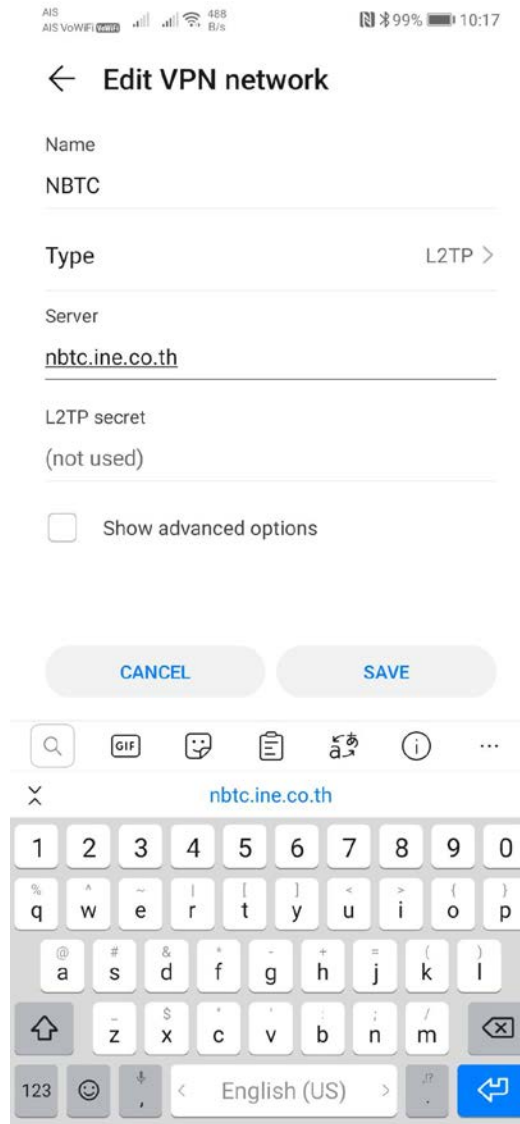 AIS
AIS VoWiFi VoWiFi 488 B/s 99% 10:17
Edit VPN network
Name
NBTC
Type L2TP >
Server
nbtc.ine.co.th
L2TP secret
(not used)
Show advanced options
CANCEL SAVE
GIF ...
nbtc.ine.co.th
1 2 3 4 5 6 7 8 9 0
% ^ ~ | [ ] < > { }
q w e r t y u i o p
@ # & * - + = ( )
a s d f g h j k l
_ $ : ; /
z x c v b n m
123 , < English (US) > .